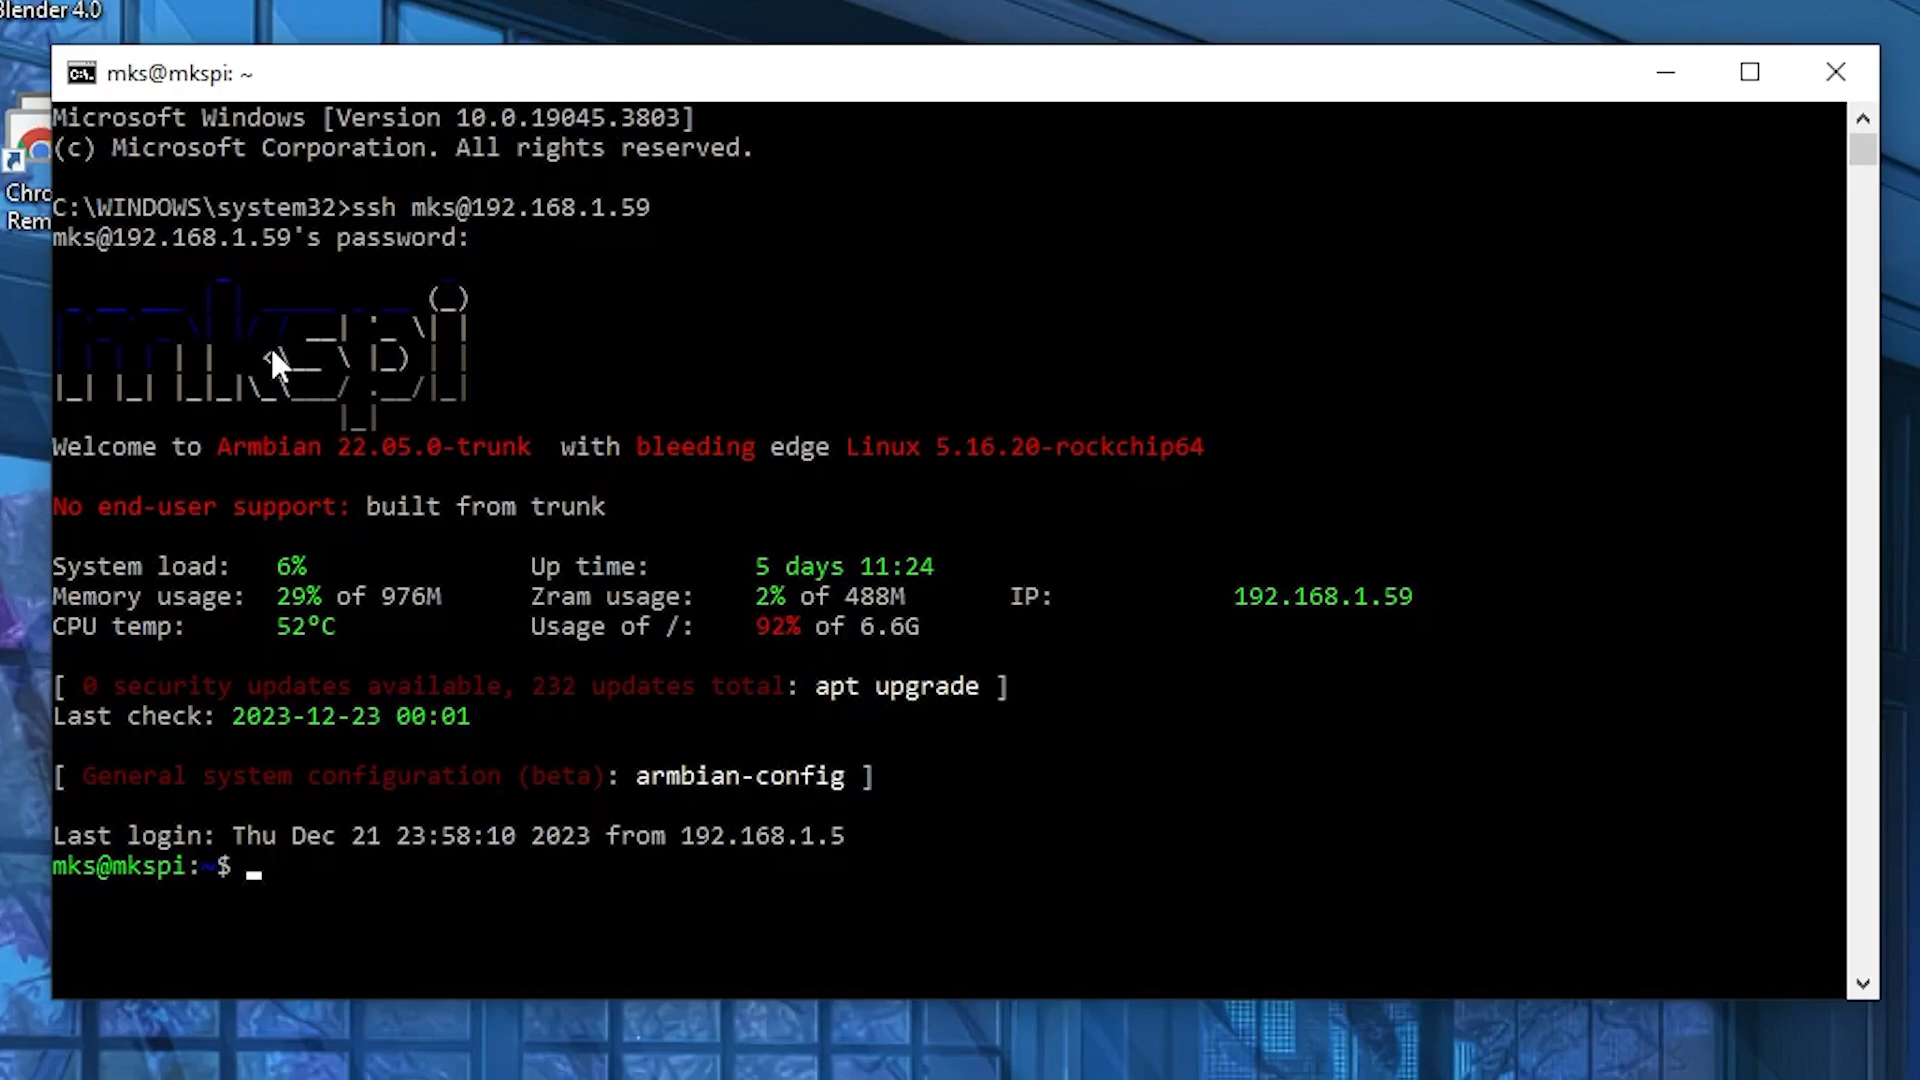 Blender 4.0
mks@mkspi: ~
Microsoft Windows [Version 10.0.19045.3803]
(c) Microsoft Corporation. All rights reserved.
Chro
Rem
C:\WINDOWS\system32>ssh mks@192.168.1.59
mks@192.168.1.59's password:
mkspi
Welcome to Armbian 22.05.0-trunk with bleeding edge Linux 5.16.20-rockchip64
No end-user support: built from trunk
System load: 6% Up time: 5 days 11:24
Memory usage: 29% of 976M Zram usage: 2% of 488M IP: 192.168.1.59
CPU temp: 52°C Usage of /: 92% of 6.6G
[ 0 security updates available, 232 updates total: apt upgrade ]
Last check: 2023-12-23 00:01
[ General system configuration (beta): armbian-config ]
Last login: Thu Dec 21 23:58:10 2023 from 192.168.1.5
mks@mkspi:~$